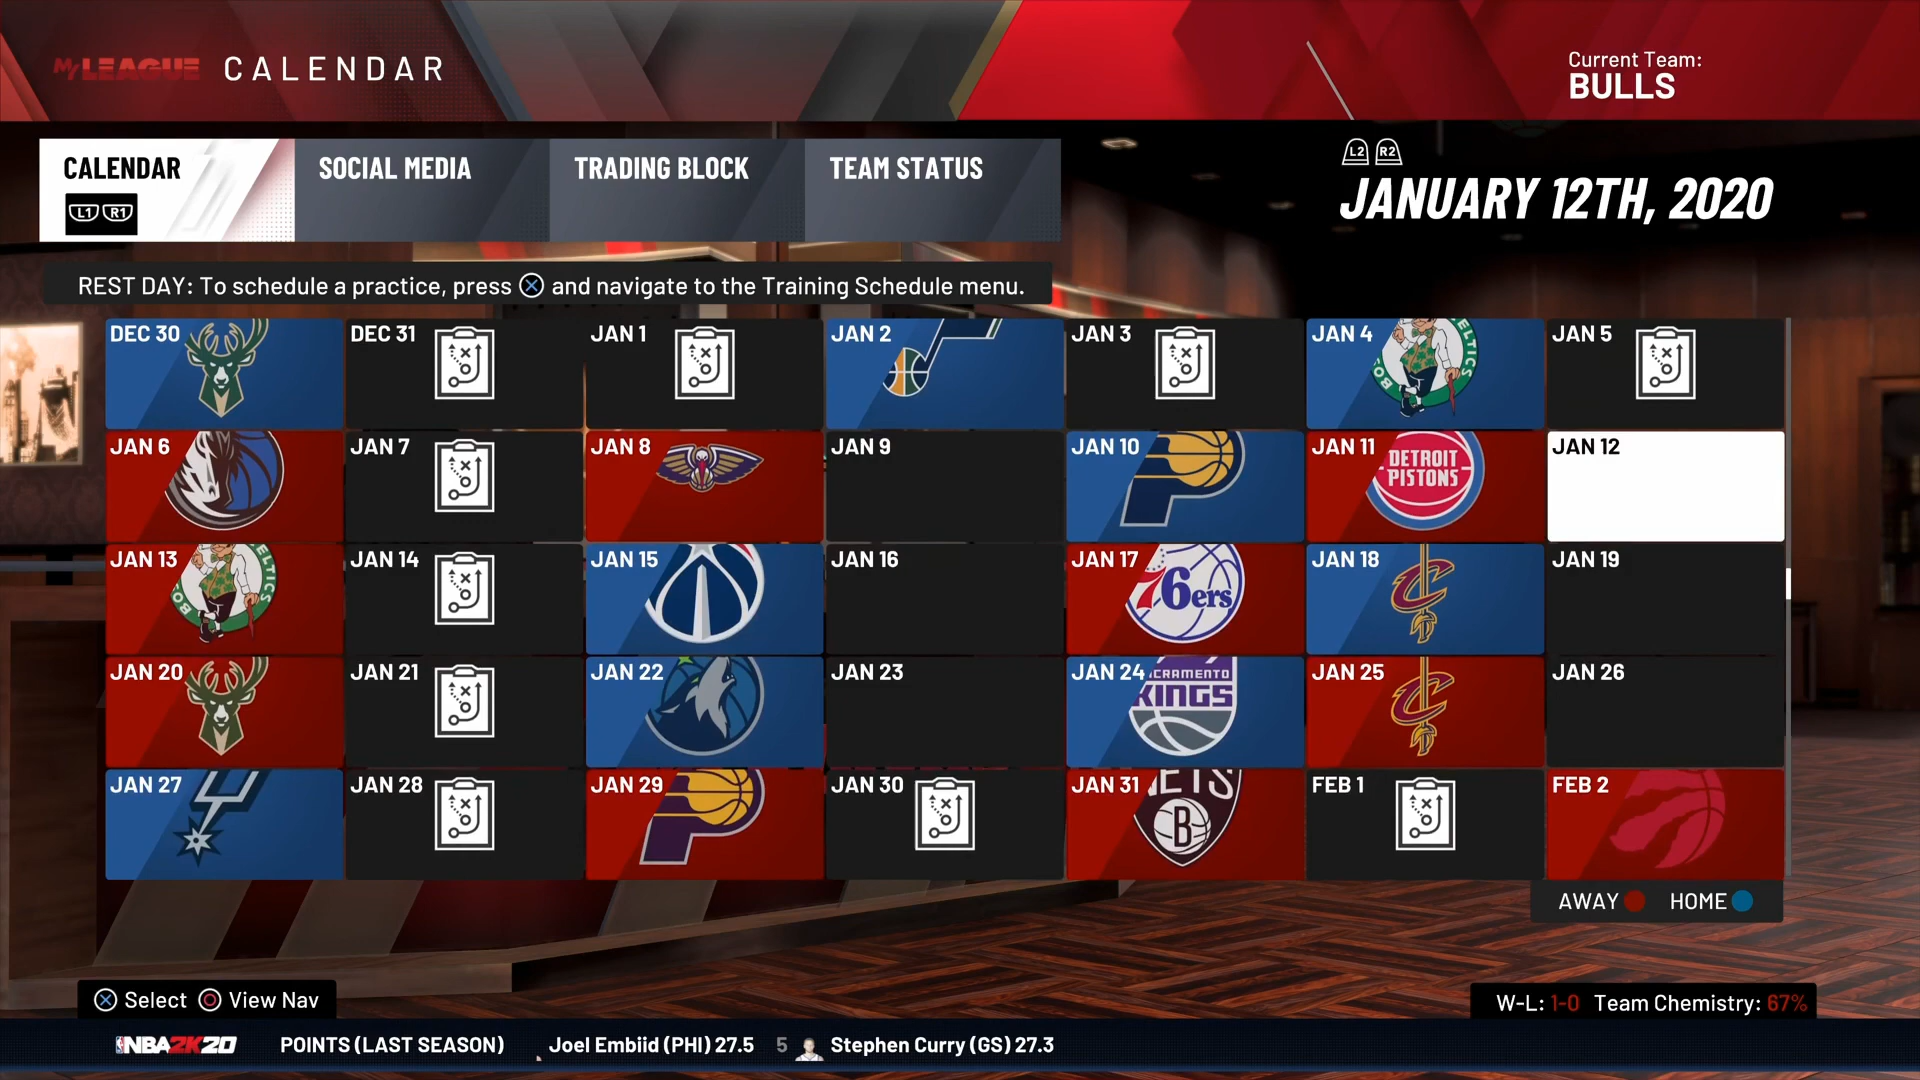 MyLEAGUE CALENDAR
Current Team:
BULLS
CALENDAR
L1 R1
SOCIAL MEDIA
TRADING BLOCK
TEAM STATUS
L2 R2
JANUARY 12TH, 2020
REST DAY: To schedule a practice, press and navigate to the Training Schedule menu.
DEC 30 DEC 31 JAN 1 JAN 2 JAN 3 JAN 4 JAN 5
JAN 6 JAN 7 JAN 8 JAN 9 JAN 10 JAN 11 DETROIT PISTONS JAN 12
JAN 13 JAN 14 JAN 15 JAN 16 JAN 17 76ers JAN 18 JAN 19
JAN 20 JAN 21 JAN 22 JAN 23 JAN 24 KINGS JAN 25 JAN 26
JAN 27 JAN 28 JAN 29 JAN 30 JAN 31 B FEB 1 FEB 2
AWAY HOME
Select View Nav
W-L: 1-0 Team Chemistry: 67%
NBA2K20 POINTS (LAST SEASON) Joel Embiid (PHI) 27.5 5 Stephen Curry (GS) 27.3